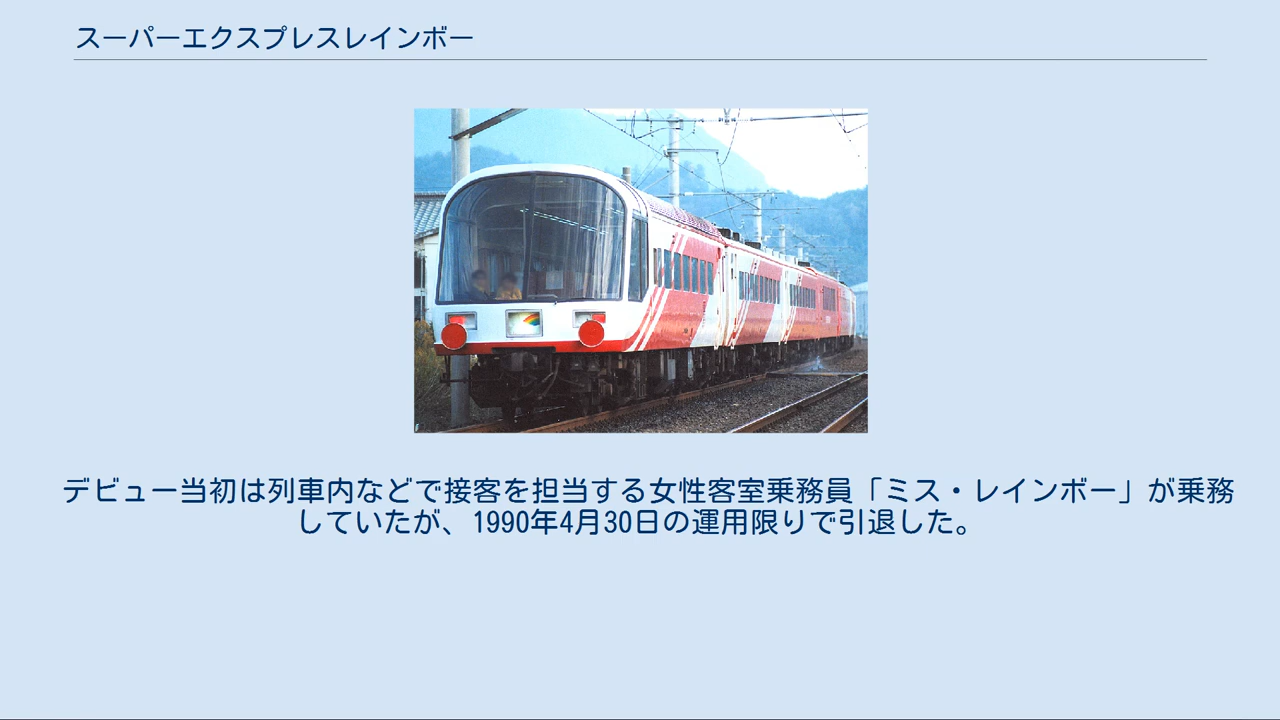 スーパーエクスプレスレインボー
デビュー当初は列車内などで接客を担当する女性客室乗務員「ミス・レインボー」が乗務
していたが、1990年4月30日の運用限りで引退した。